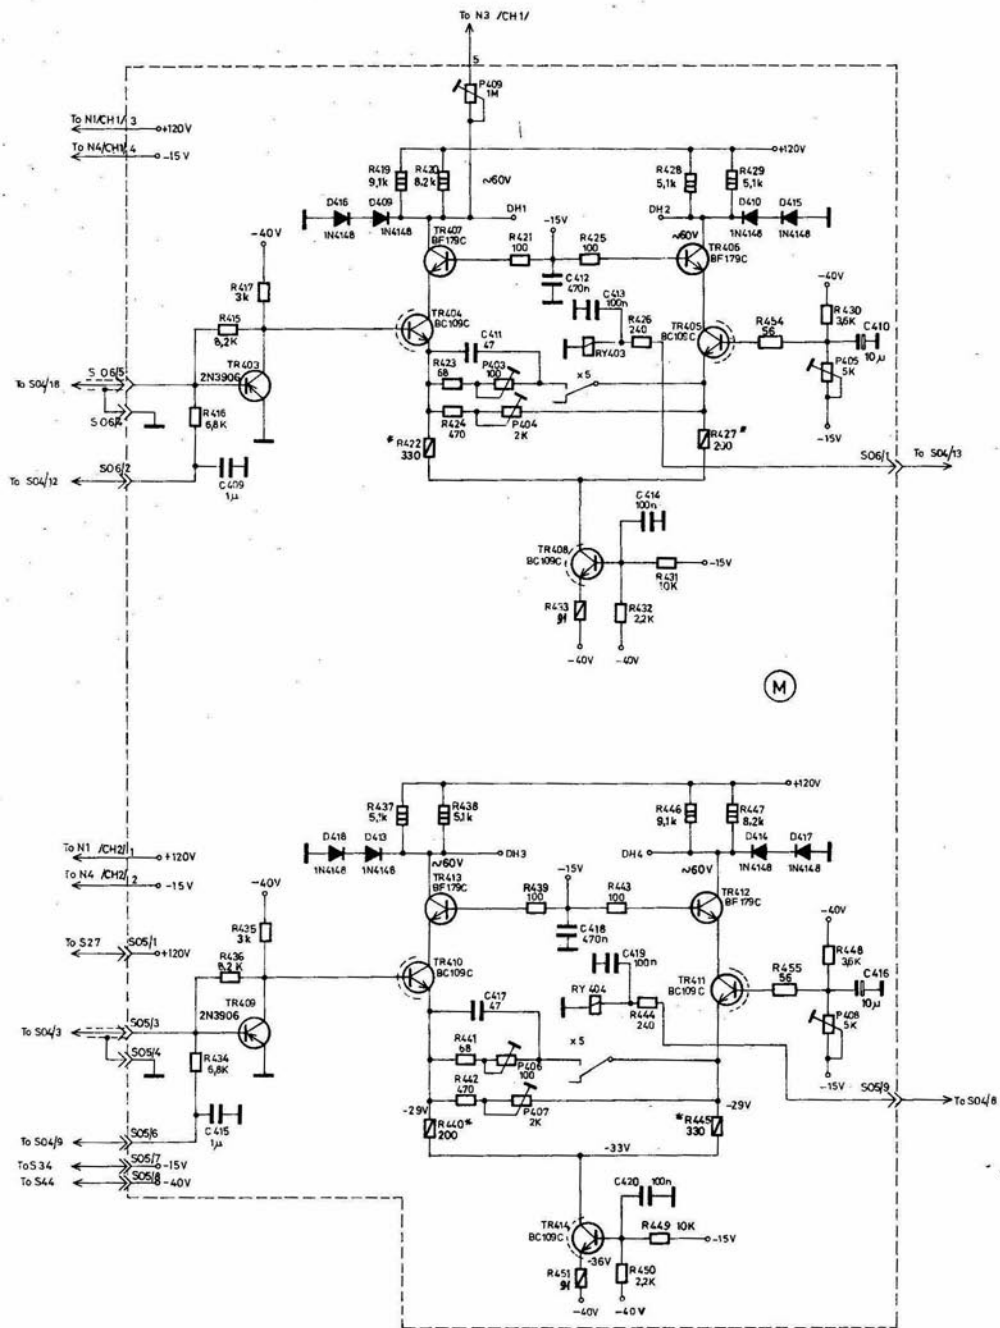 To N3 /CH1/
5
P409
1M
To N1/CH1/ 3
+120V
To N4/CH1/ 4
-15V
+120V
R419
9,1k
R420
8.2k
~60V
R428
5,1k
R429
5,1k
D416
1N4148
D409
1N4148
DH1
DH2
D410
1N4148
D415
1N4148
-15V
TR407
BF179C
R421
100
R425
100
~60V
TR406
BF179C
-40V
C412
470n
R417
3k
C413
100n
-40V
R430
3,6K
C410
10µ
TR404
BC109C
R426
240
TR405
BC109C
R454
56
R415
8,2K
C411
47
RY403
TR403
2N3906
R423
68
P403
100
x5
P405
5K
To S04/18
S06/5
S06/4
R416
6,8K
R424
470
P404
2K
-15V
*R422
330
R427*
200
S06/1
To S04/13
To S04/12
S06/2
C409
1µ
C414
100n
TR408
BC109C
R431
10K
-15V
R433
91
R432
2,2K
-40V
-40V
M
+120V
R437
5,1k
R438
5,1k
R446
9,1k
R447
8,2k
D418
1N4148
D413
1N4148
DH3
DH4
D414
1N4148
D417
1N4148
To N1 /CH2/ 1
+120V
To N4 /CH2/ 2
-15V
~60V
~60V
-15V
TR413
BF179C
R439
100
R443
100
TR412
BF179C
-40V
C418
470n
R435
3k
-40V
To S27
S05/1
+120V
C419
100n
R448
3,6K
C416
10µ
R436
8,2K
TR410
BC109C
TR411
BC109C
R455
56
RY 404
R444
240
TR409
2N3906
C417
47
To S04/3
S05/3
S05/4
R441
68
P406
100
x5
P408
5K
R434
6,8K
R442
470
P407
2K
-15V
S05/9
To S04/8
-29V
-29V
R440*
200
*R445
330
To S04/9
S05/6
C415
1µ
To S34
S05/7
-15V
To S44
S05/8
-40V
-33V
C420
100n
TR414
BC109C
R449
10K
-15V
-36V
R451
91
R450
2,2K
-40V
-40V